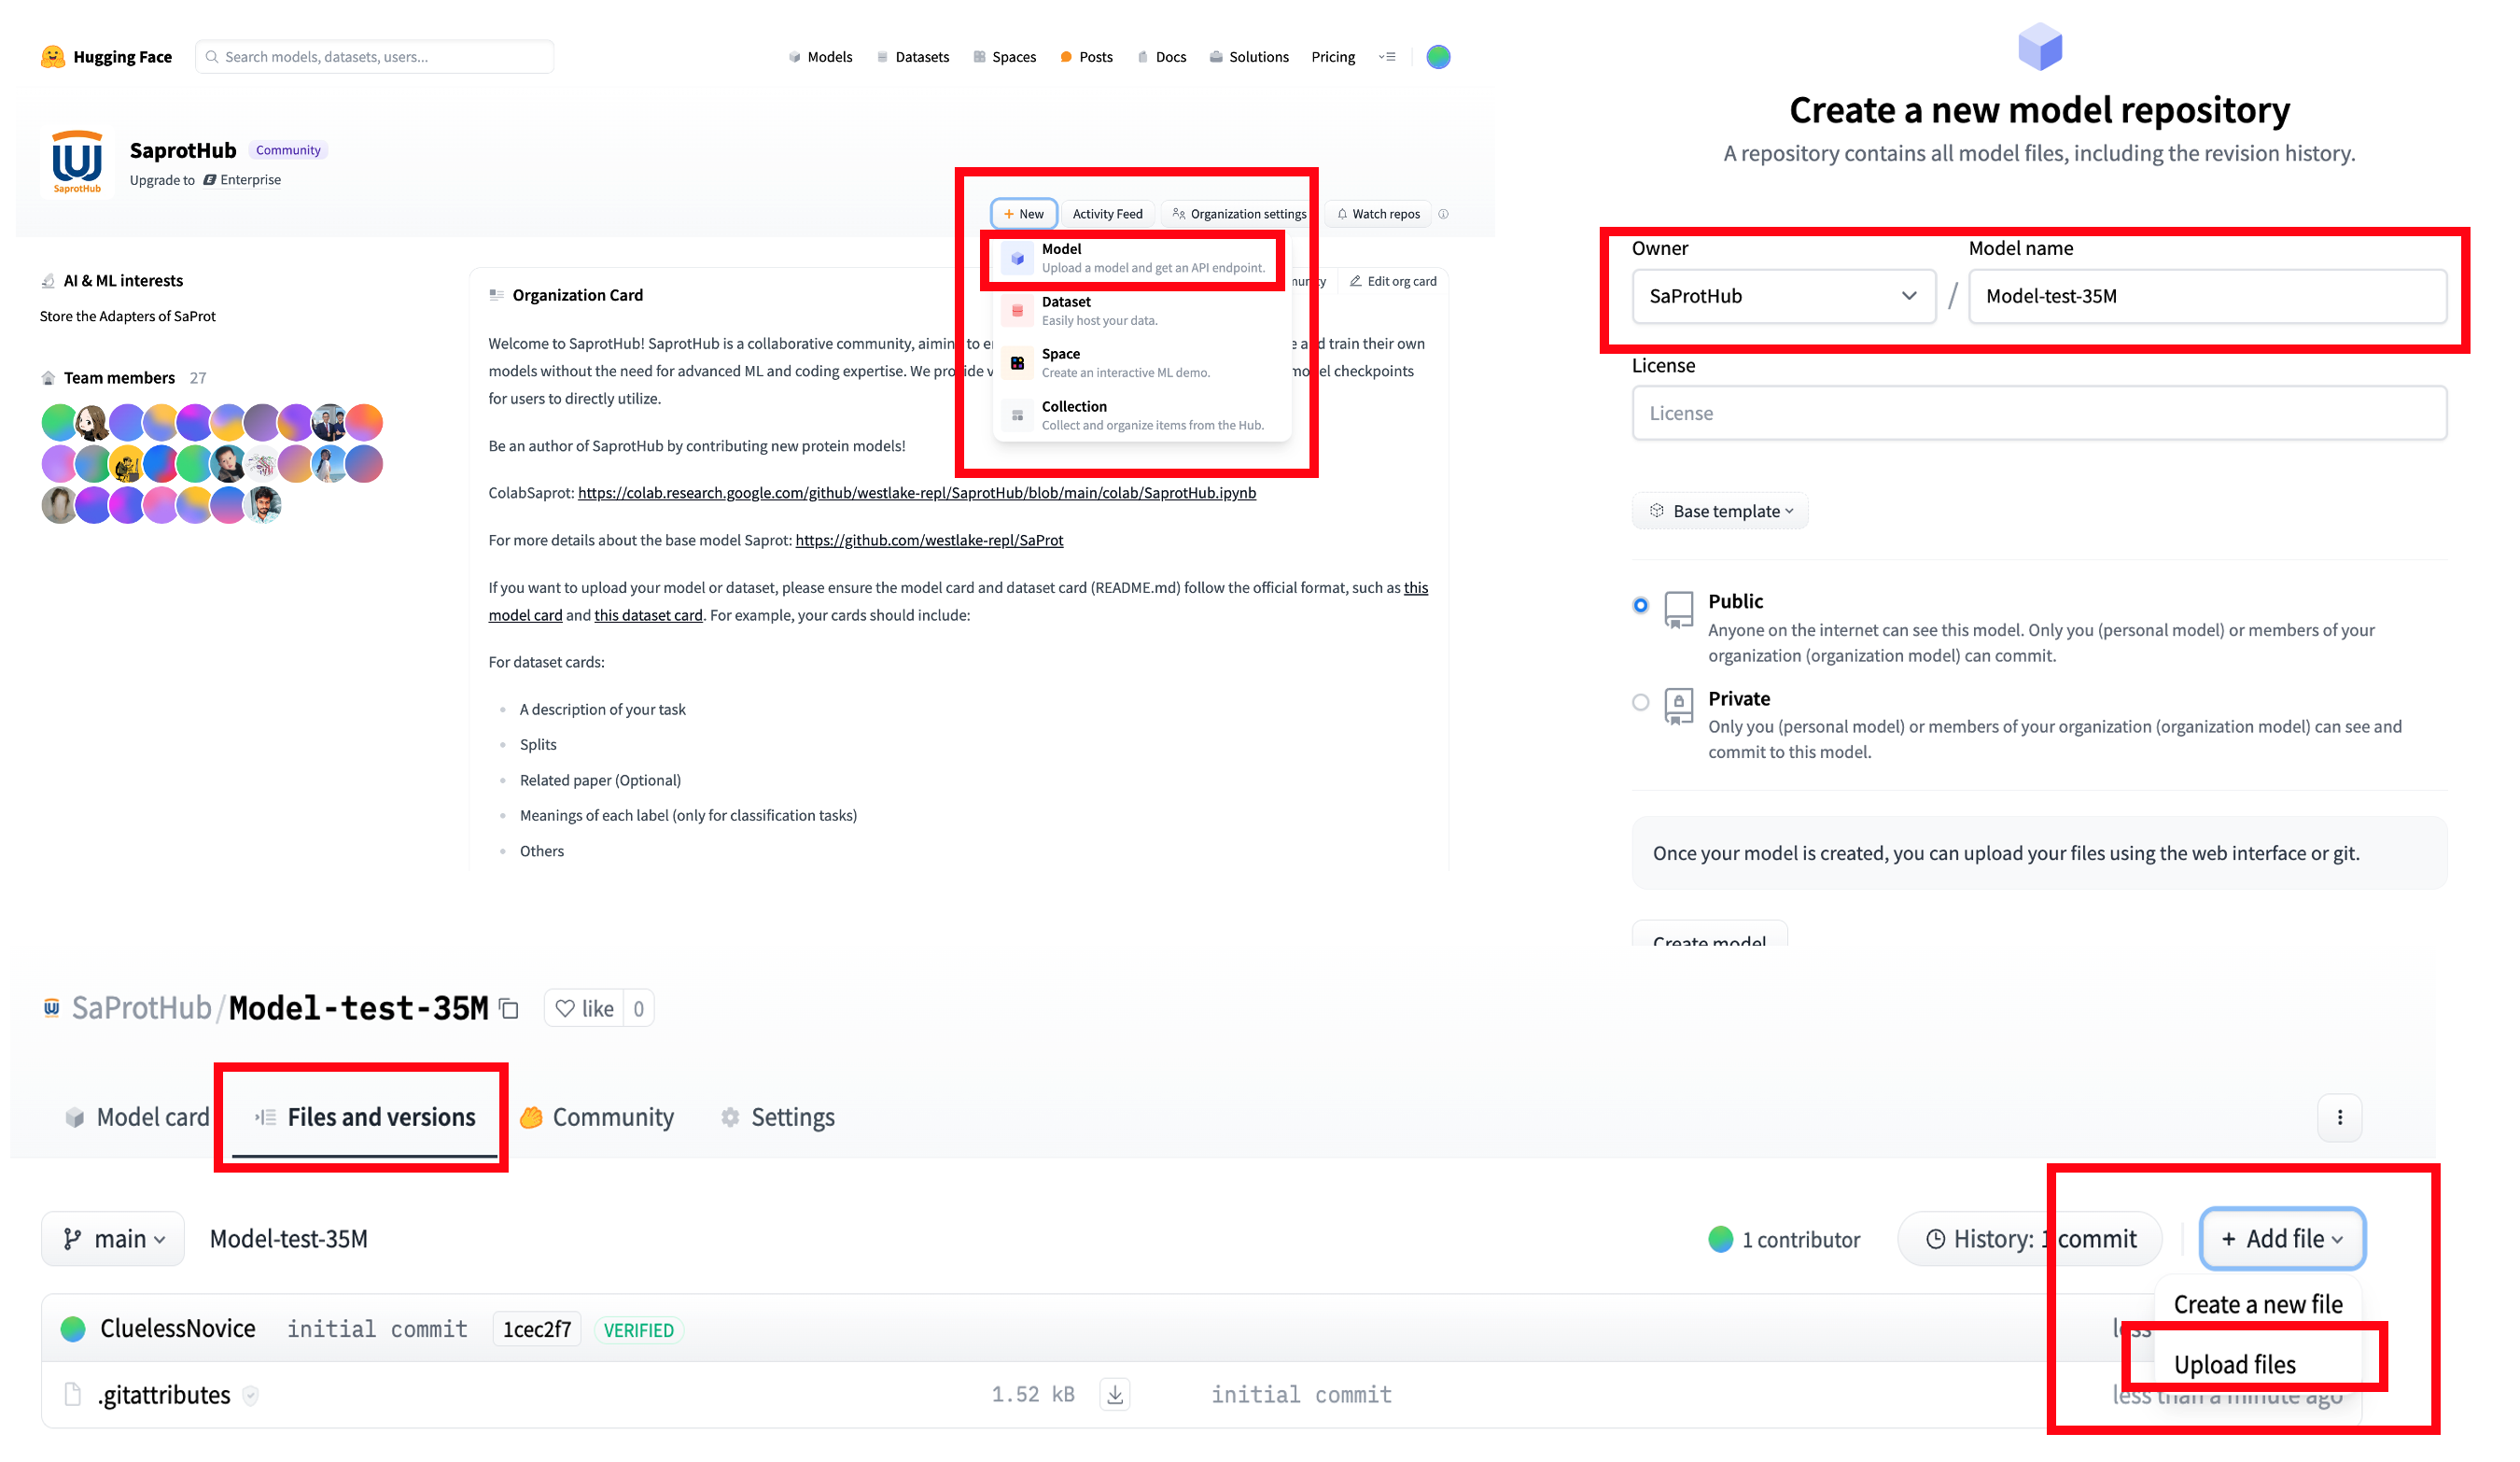 Hugging Face
Search models, datasets, users...
Models
Datasets
Spaces
Posts
Docs
Solutions
Pricing
SaprotHub
SaprotHub Community
Upgrade to Enterprise
+ New
Activity Feed
Organization settings
Watch repos
Model
Upload a model and get an API endpoint.
Dataset
Easily host your data.
Space
Create an interactive ML demo.
Collection
Collect and organize items from the Hub.
Edit org card
AI & ML interests
Store the Adapters of SaProt
Team members 27
Organization Card
Welcome to SaprotHub! SaprotHub is a collaborative community, aiming to e
train their own
models without the need for advanced ML and coding expertise. We provide
checkpoints
for users to directly utilize.
Be an author of SaprotHub by contributing new protein models!
ColabSaprot: https://colab.research.google.com/github/westlake-repl/SaprotHub/blob/main/colab/SaprotHub.ipynb
For more details about the base model Saprot: https://github.com/westlake-repl/SaProt
If you want to upload your model or dataset, please ensure the model card and dataset card (README.md) follow the official format, such as this
model card and this dataset card. For example, your cards should include:
For dataset cards:
A description of your task
Splits
Related paper (Optional)
Meanings of each label (only for classification tasks)
Others
Create a new model repository
A repository contains all model files, including the revision history.
Owner
Model name
SaProtHub
/
Model-test-35M
License
License
Base template
Public
Anyone on the internet can see this model. Only you (personal model) or members of your
organization (organization model) can commit.
Private
Only you (personal model) or members of your organization (organization model) can see and
commit to this model.
Once your model is created, you can upload your files using the web interface or git.
Create model
SaProtHub/Model-test-35M
like 0
Model card
Files and versions
Community
Settings
main
Model-test-35M
1 contributor
History: 1 commit
+ Add file
Create a new file
Upload files
CluelessNovice initial commit 1cec2f7 VERIFIED
less
.gitattributes 1.52 kB initial commit less than a minute ago